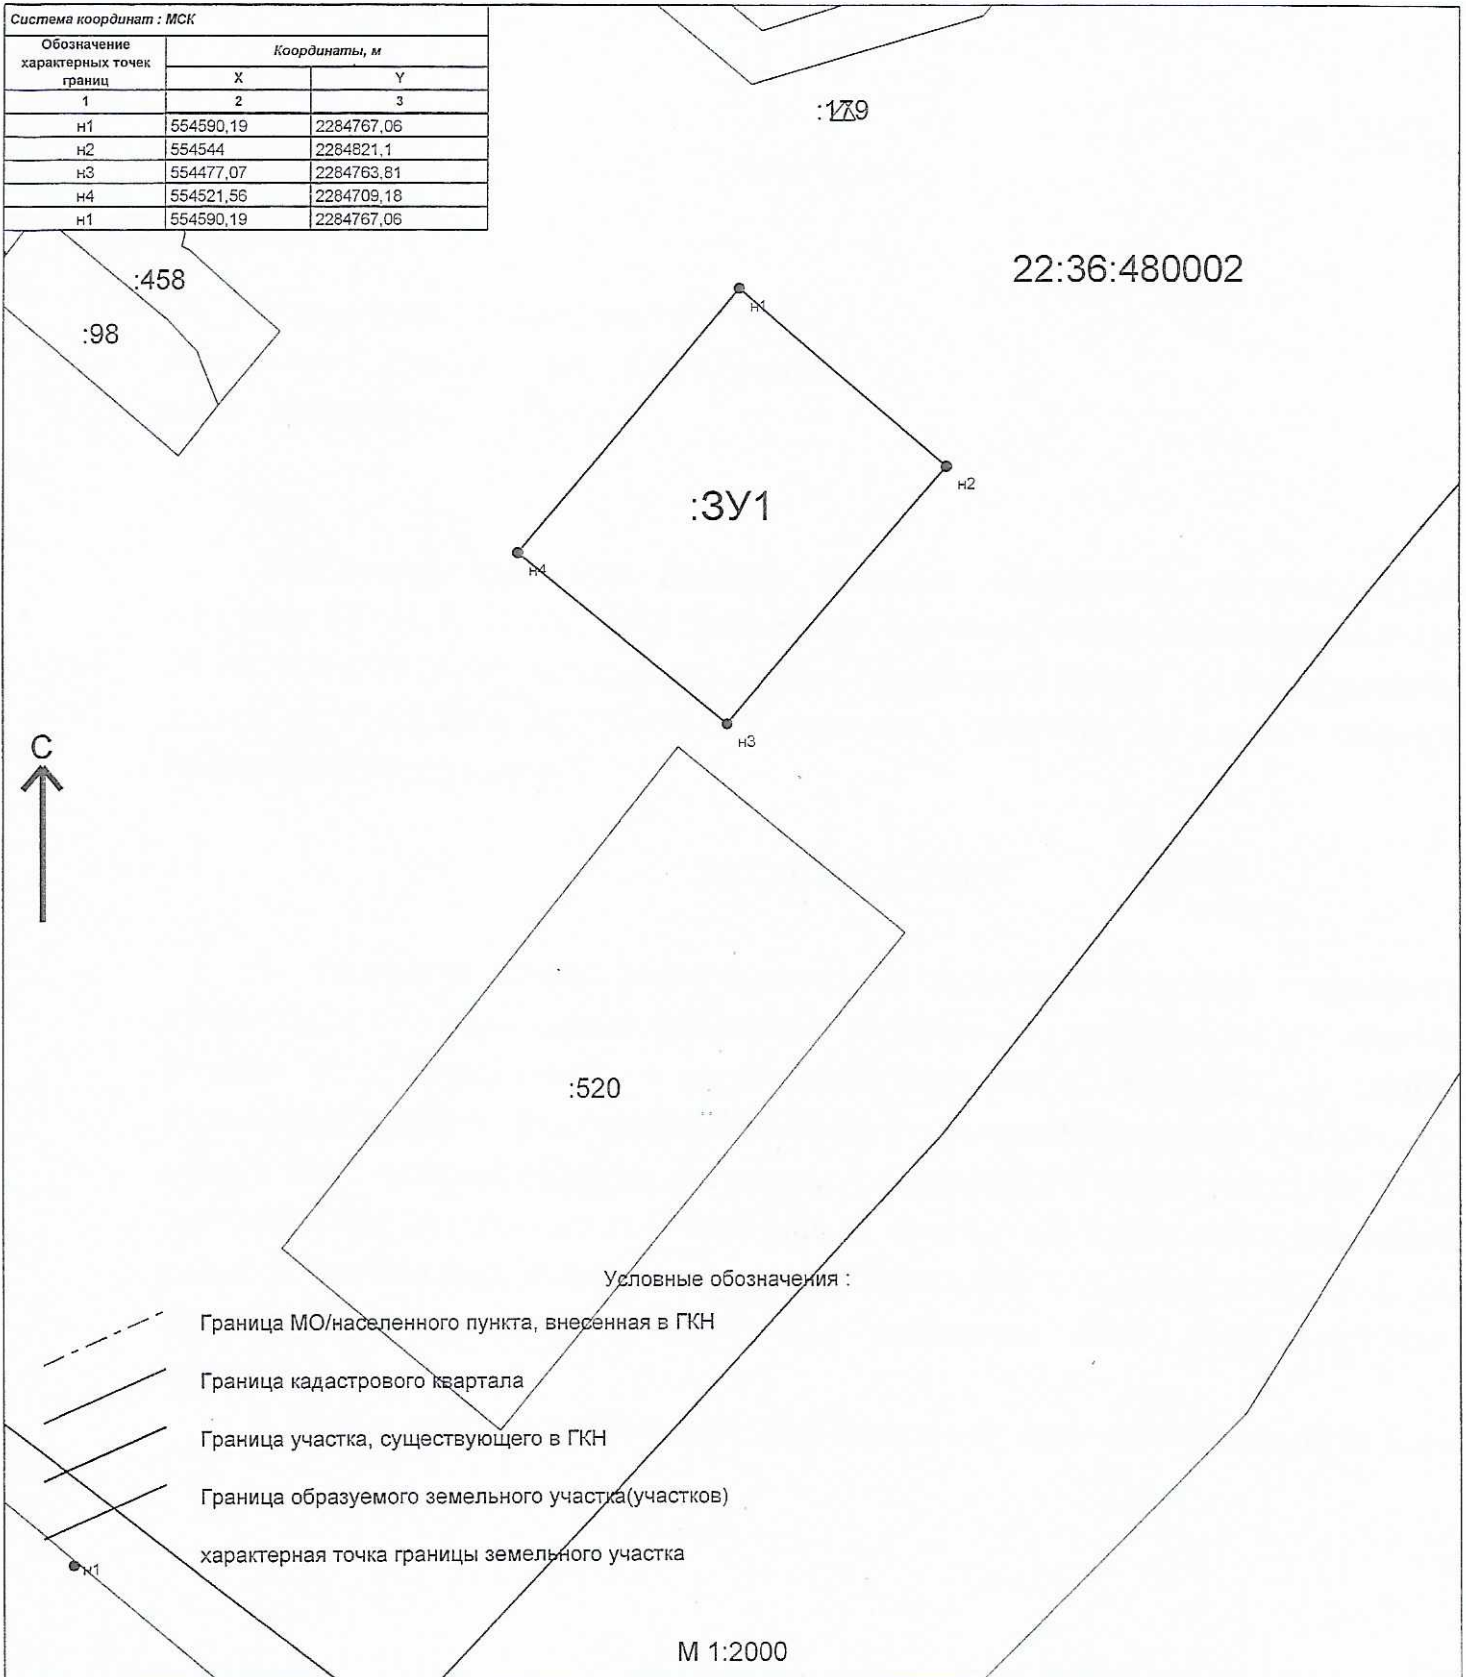 Система координат : МСК
Обозначение характерных точек границ Координаты, м
X Y
1 2 3
н1 554590,19 2284767,06
н2 554544 2284821,1
н3 554477,07 2284763,81
н4 554521,56 2284709,18
н1 554590,19 2284767,06
:458
:98
22:36:480002
н1
н2
:ЗУ1
н4
н3
С
:520
Условные обозначения :
Граница МО/населенного пункта, внесенная в ГКН
Граница кадастрового квартала
Граница участка, существующего в ГКН
Граница образуемого земельного участка(участков)
характерная точка границы земельного участка
н1
М 1:2000